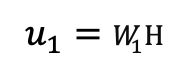 u₁ = W₁H